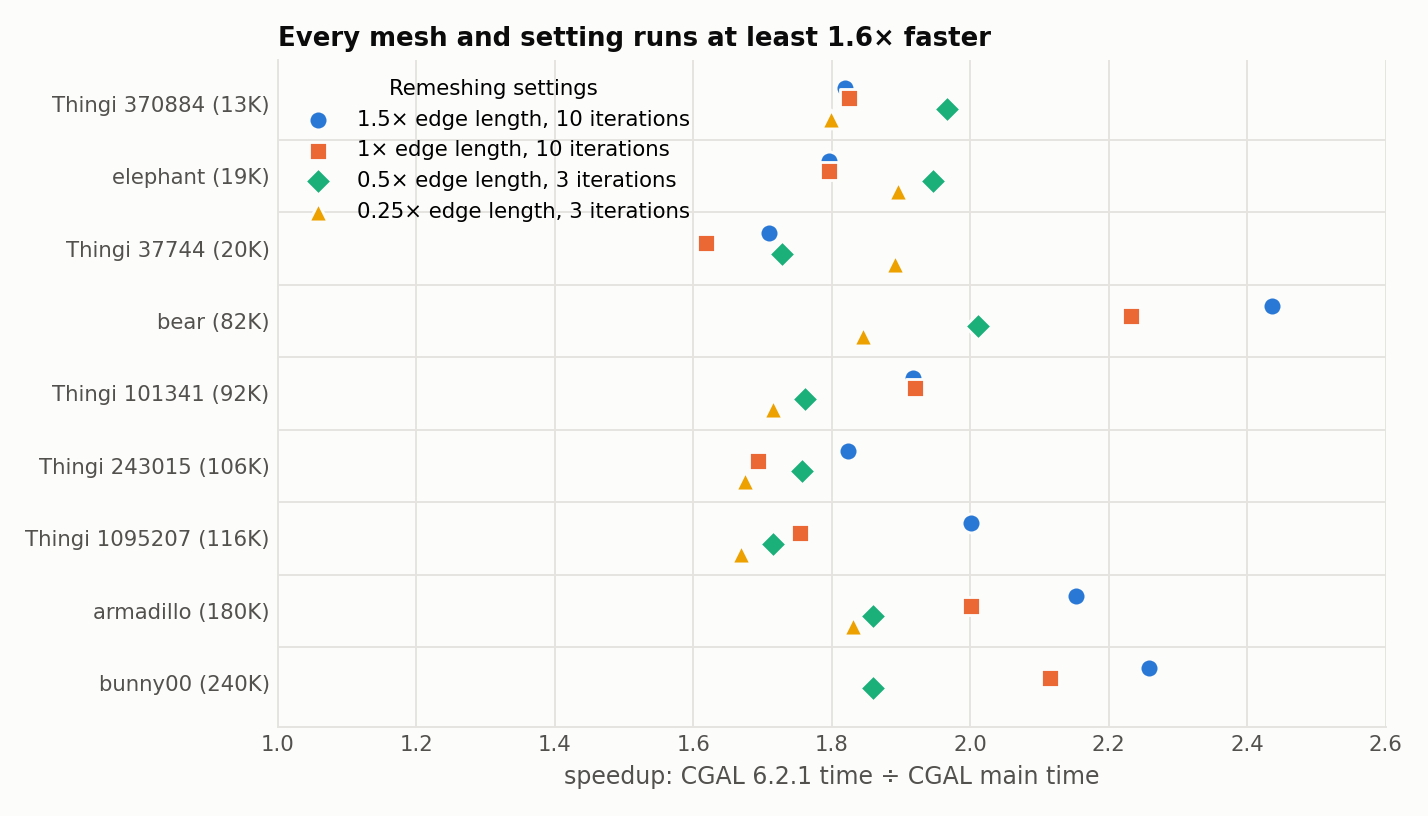 Every mesh and setting runs at least 1.6× faster
Remeshing settings
1.5× edge length, 10 iterations
1× edge length, 10 iterations
0.5× edge length, 3 iterations
0.25× edge length, 3 iterations
Thingi 370884 (13K)
elephant (19K)
Thingi 37744 (20K)
bear (82K)
Thingi 101341 (92K)
Thingi 243015 (106K)
Thingi 1095207 (116K)
armadillo (180K)
bunny00 (240K)
1.0 1.2 1.4 1.6 1.8 2.0 2.2 2.4 2.6
speedup: CGAL 6.2.1 time ÷ CGAL main time